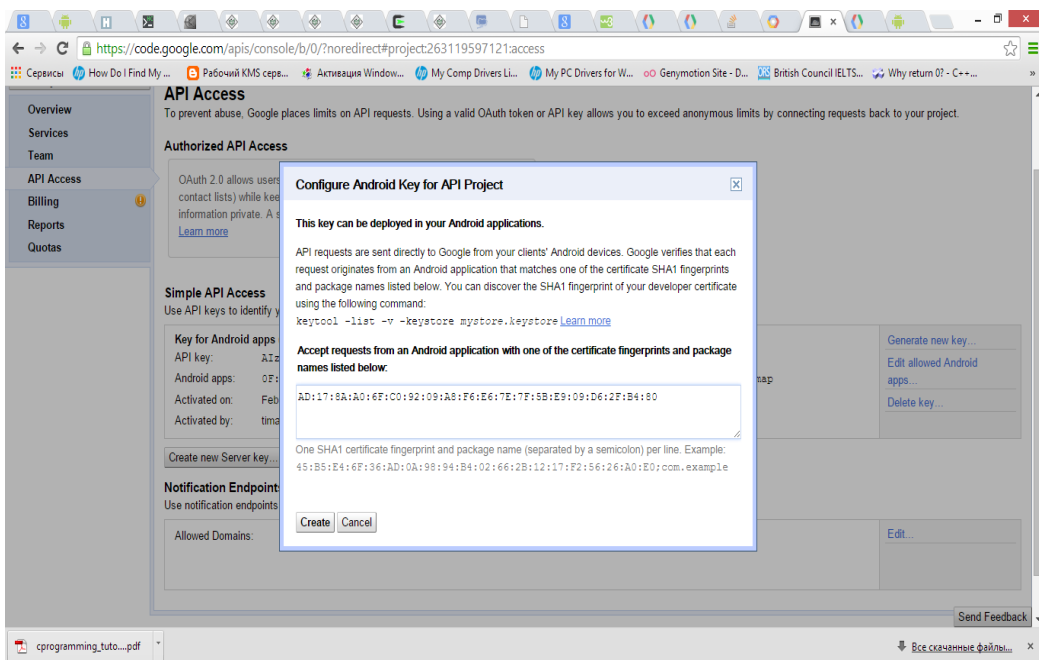 https://code.google.com/apis/console/b/0/?noredirect#project:263119597121:access
Сервисы How Do I Find My ... Рабочий KMS серв... Активация Window... My Comp Drivers Li... My PC Drivers for W... Genymotion Site - D... British Council IELTS... Why return 0? - C++... »
Overview
Services
Team
API Access
Billing
Reports
Quotas
API Access
To prevent abuse, Google places limits on API requests. Using a valid OAuth token or API key allows you to exceed anonymous limits by connecting requests back to your project.
Authorized API Access
OAuth 2.0 allows users
contact lists) while kee
information private. A s
Learn more
Simple API Access
Use API keys to identify y
Key for Android apps
API key: AIz
Android apps: 0F: map
Activated on: Feb
Activated by: tima
Generate new key...
Edit allowed Android
apps...
Delete key...
Create new Server key...
Notification Endpoint
Use notification endpoints
Allowed Domains:
Edit...
Configure Android Key for API Project
This key can be deployed in your Android applications.
API requests are sent directly to Google from your clients' Android devices. Google verifies that each
request originates from an Android application that matches one of the certificate SHA1 fingerprints
and package names listed below. You can discover the SHA1 fingerprint of your developer certificate
using the following command:
keytool -list -v -keystore mystore.keystore Learn more
Accept requests from an Android application with one of the certificate fingerprints and package
names listed below:
AD:17:8A:A0:6F:C0:92:09:A8:F6:E6:7E:7F:5B:E9:09:D6:2F:B4:80
One SHA1 certificate fingerprint and package name (separated by a semicolon) per line. Example:
45:B5:E4:6F:36:AD:0A:98:94:B4:02:66:2B:12:17:F2:56:26:A0:E0;com.example
Create Cancel
Send Feedback
cprogramming_tuto....pdf
Все скачанные файлы...